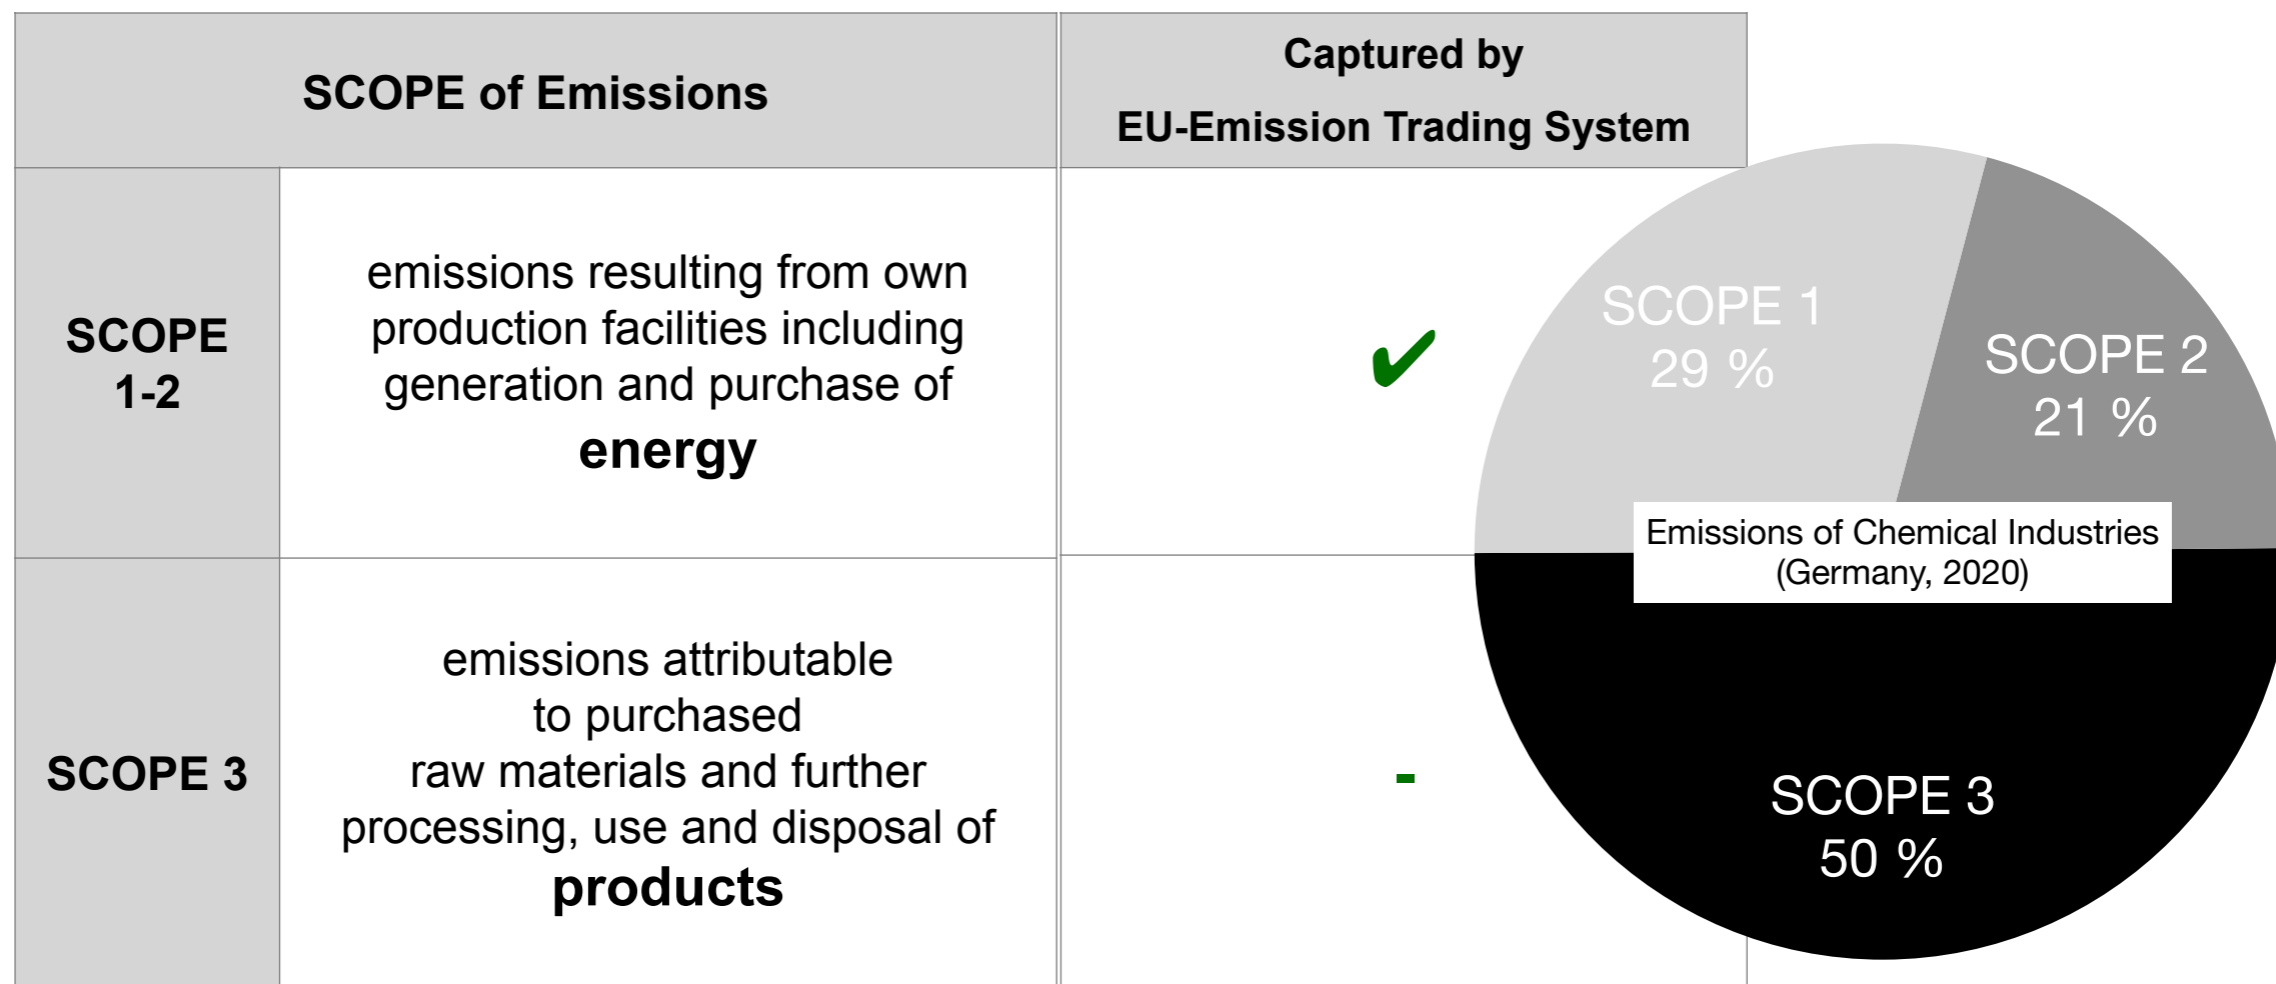 SCOPE of Emissions
Captured by
EU-Emission Trading System
SCOPE
1-2
emissions resulting from own
production facilities including
generation and purchase of
energy
✔
SCOPE 3
emissions attributable
to purchased
raw materials and further
processing, use and disposal of
products
-
SCOPE 1
29 %
SCOPE 2
21 %
Emissions of Chemical Industries
(Germany, 2020)
SCOPE 3
50 %